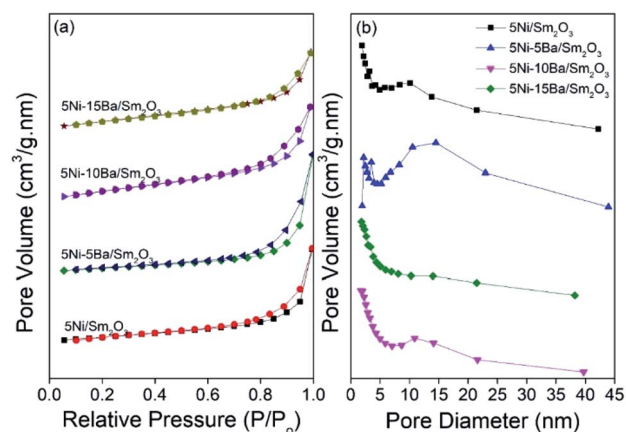 (a)
5Ni-15Ba/Sm₂O₃
5Ni-10Ba/Sm₂O₃
5Ni-5Ba/Sm₂O₃
5Ni/Sm₂O₃
Pore Volume (cm³/g.nm)
0.0 0.2 0.4 0.6 0.8 1.0
Relative Pressure (P/Pₒ)
(b)
5Ni/Sm₂O₃
5Ni-5Ba/Sm₂O₃
5Ni-10Ba/Sm₂O₃
5Ni-15Ba/Sm₂O₃
Pore Volume (cm³/g.nm)
0 5 10 15 20 25 30 35 40 45
Pore Diameter (nm)